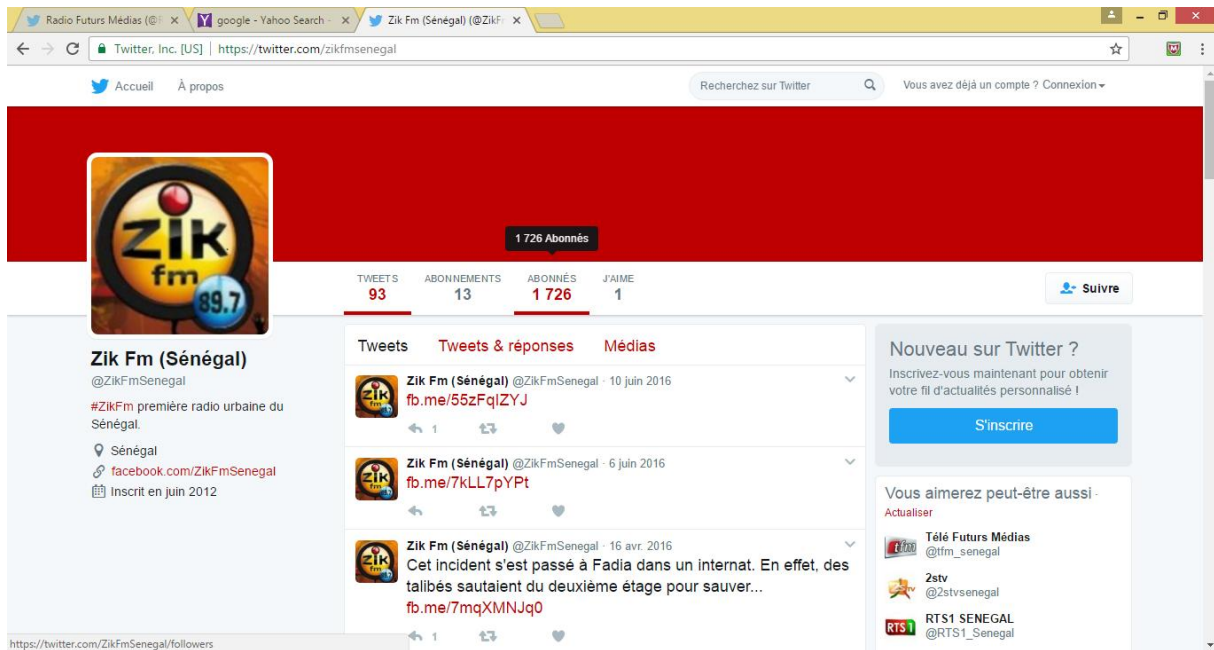 Radio Futurs Médias (@
google - Yahoo Search -
Zik Fm (Sénégal) (@ZikF
Twitter, Inc. [US] | https://twitter.com/zikfmsenegal
Accueil À propos
Recherchez sur Twitter
Vous avez déjà un compte ? Connexion
ZIK
fm
89.7
1 726 Abonnés
TWEETS ABONNEMENTS ABONNÉS J'AIME
93 13 1 726 1
Suivre
Zik Fm (Sénégal)
@ZikFmSenegal
#ZikFm première radio urbaine du
Sénégal.
Sénégal
facebook.com/ZikFmSenegal
Inscrit en juin 2012
Tweets Tweets & réponses Médias
Zik Fm (Sénégal) @ZikFmSenegal · 10 juin 2016
fb.me/55zFqlZYJ
1
Zik Fm (Sénégal) @ZikFmSenegal · 6 juin 2016
fb.me/7kLL7pYPt
Zik Fm (Sénégal) @ZikFmSenegal · 16 avr. 2016
Cet incident s'est passé à Fadia dans un internat. En effet, des
talibés sautaient du deuxième étage pour sauver...
fb.me/7mqXMNJq0
1
Nouveau sur Twitter ?
Inscrivez-vous maintenant pour obtenir
votre fil d'actualités personnalisé !
S'inscrire
Vous aimerez peut-être aussi ·
Actualiser
Télé Futurs Médias
@tfm_senegal
2stv
@2stvsenegal
RTS1 SENEGAL
@RTS1_Senegal
RTS1
https://twitter.com/ZikFmSenegal/followers